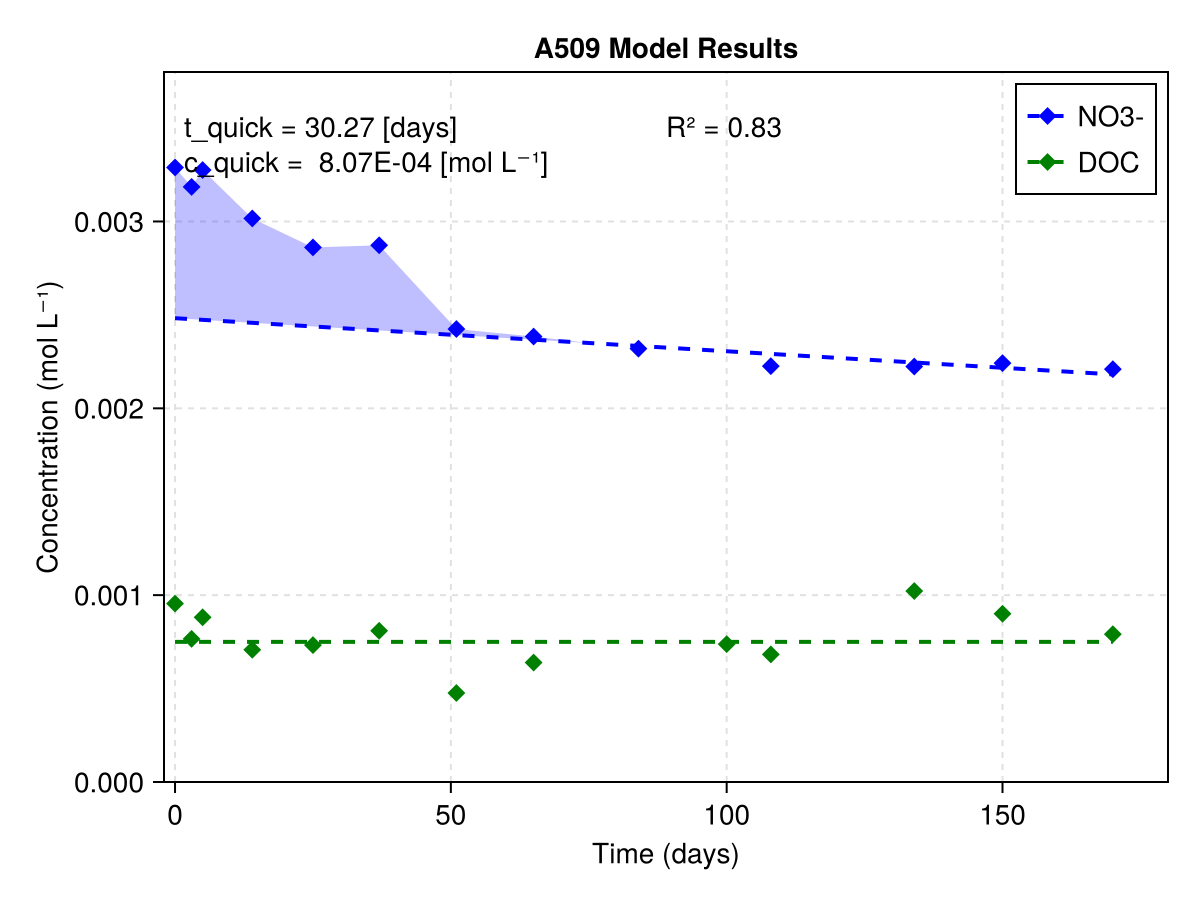 A509 Model Results
t_quick = 30.27 [days]
R² = 0.83
c_quick =  8.07E-04 [mol L⁻¹]
NO3-
DOC
Concentration (mol L⁻¹)
0.003
0.002
0.001
0.000
0
50
100
150
Time (days)